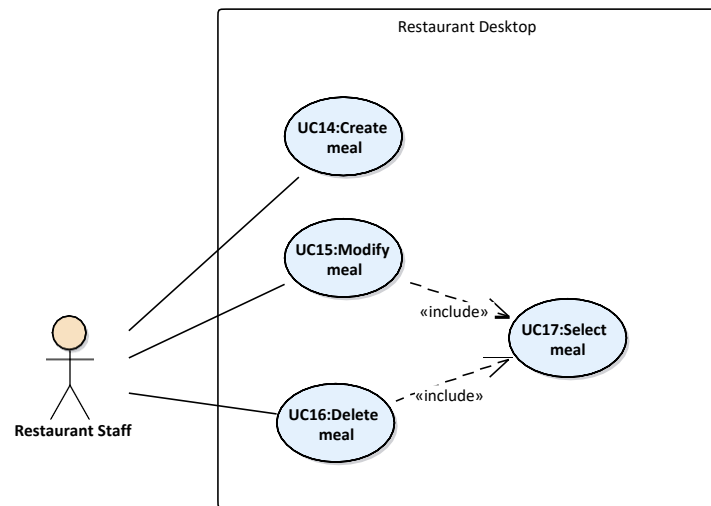 Restaurant Desktop
UC14:Create
meal
UC15:Modify
meal
«include»
UC17:Select
meal
«include»
UC16:Delete
meal
Restaurant Staff